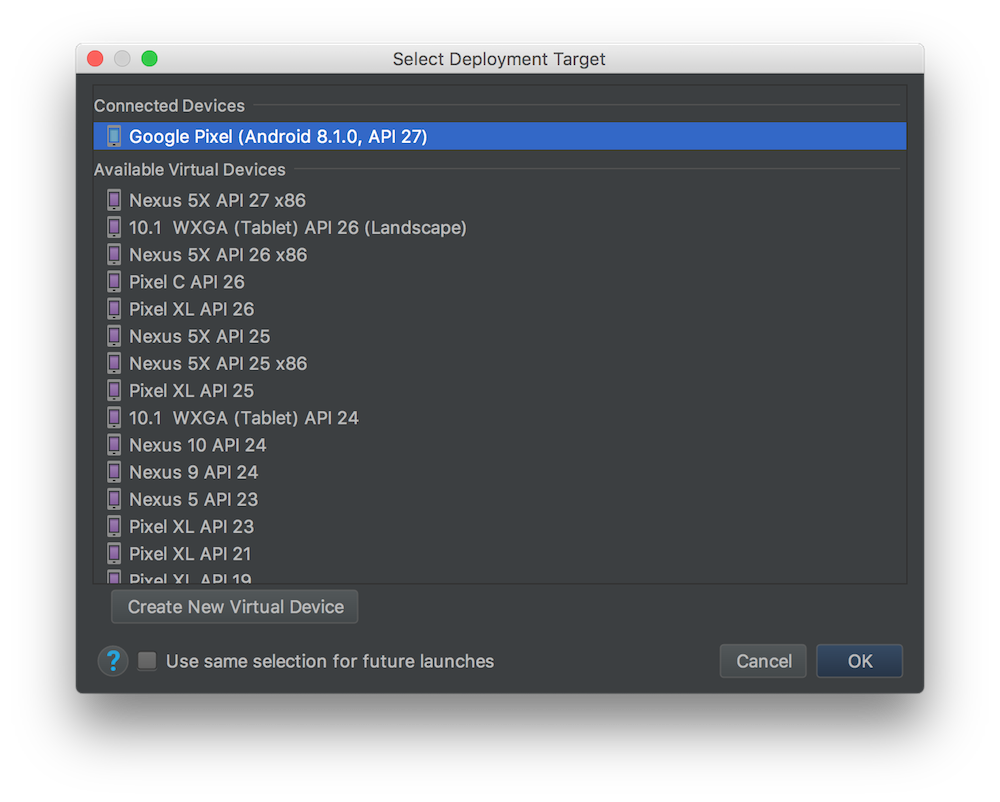 Select Deployment Target
Connected Devices
Google Pixel (Android 8.1.0, API 27)
Available Virtual Devices
Nexus 5X API 27 x86
10.1  WXGA (Tablet) API 26 (Landscape)
Nexus 5X API 26 x86
Pixel C API 26
Pixel XL API 26
Nexus 5X API 25
Nexus 5X API 25 x86
Pixel XL API 25
10.1  WXGA (Tablet) API 24
Nexus 10 API 24
Nexus 9 API 24
Nexus 5 API 23
Pixel XL API 23
Pixel XL API 21
Pixel XL API 19
Create New Virtual Device
? Use same selection for future launches
Cancel OK